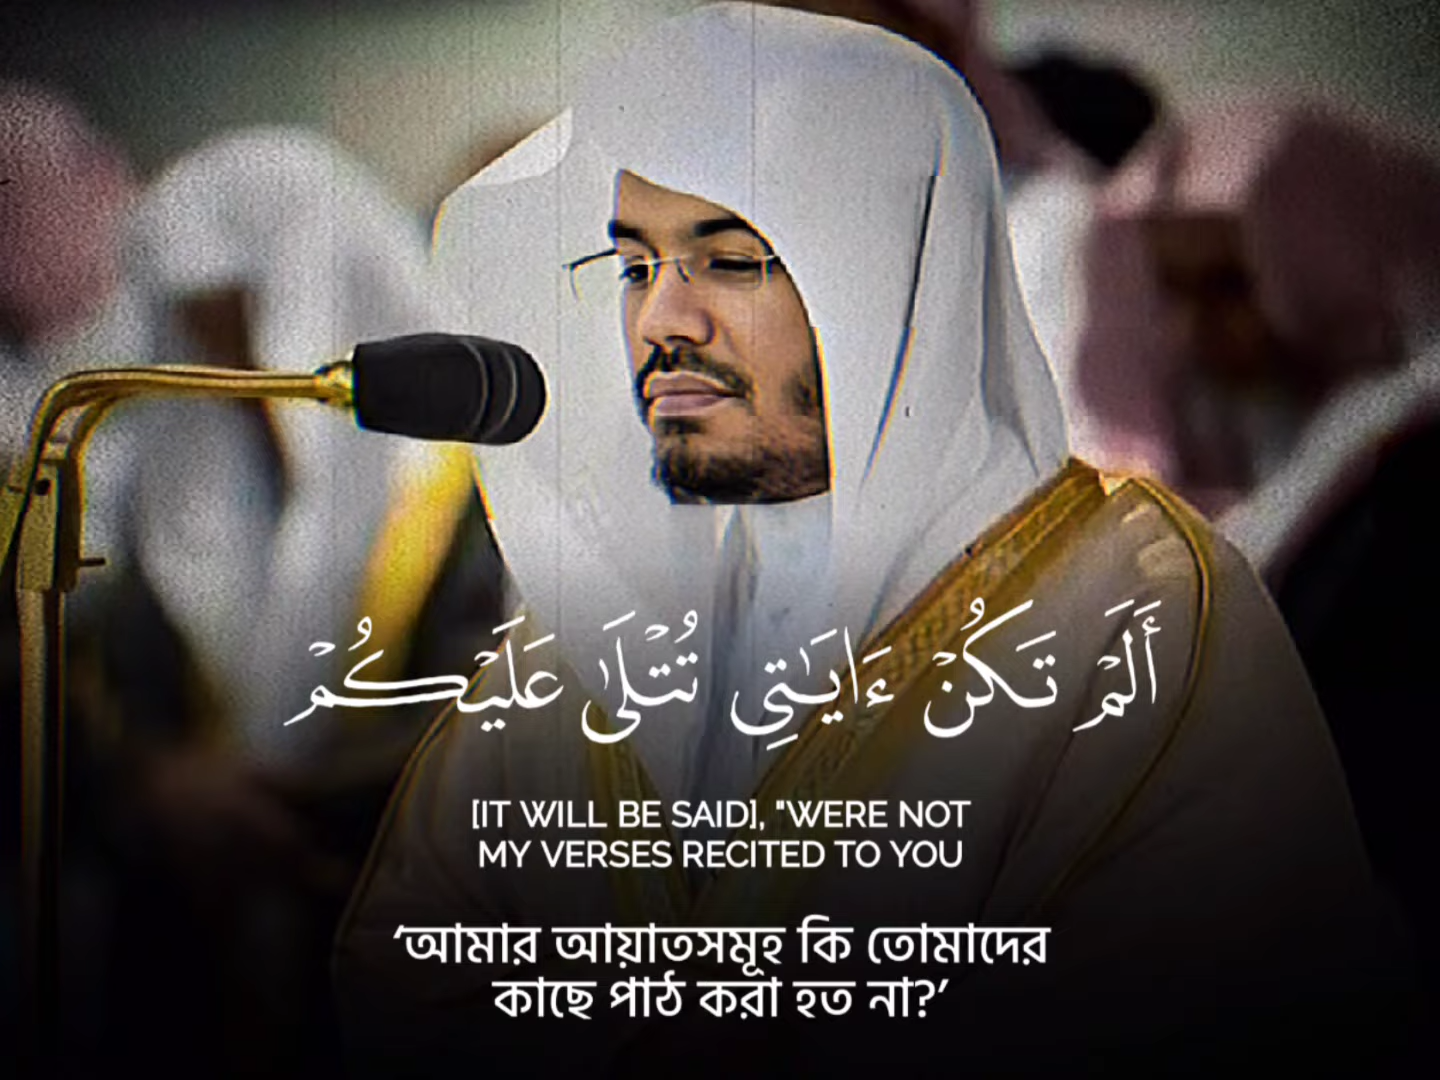 أَلَمْ تَكُنْ ءَايَٰتِى تُتْلَىٰ عَلَيْكُمْ
[IT WILL BE SAID], "WERE NOT
MY VERSES RECITED TO YOU
‘আমার আয়াতসমূহ কি তোমাদের
কাছে পাঠ করা হত না?’